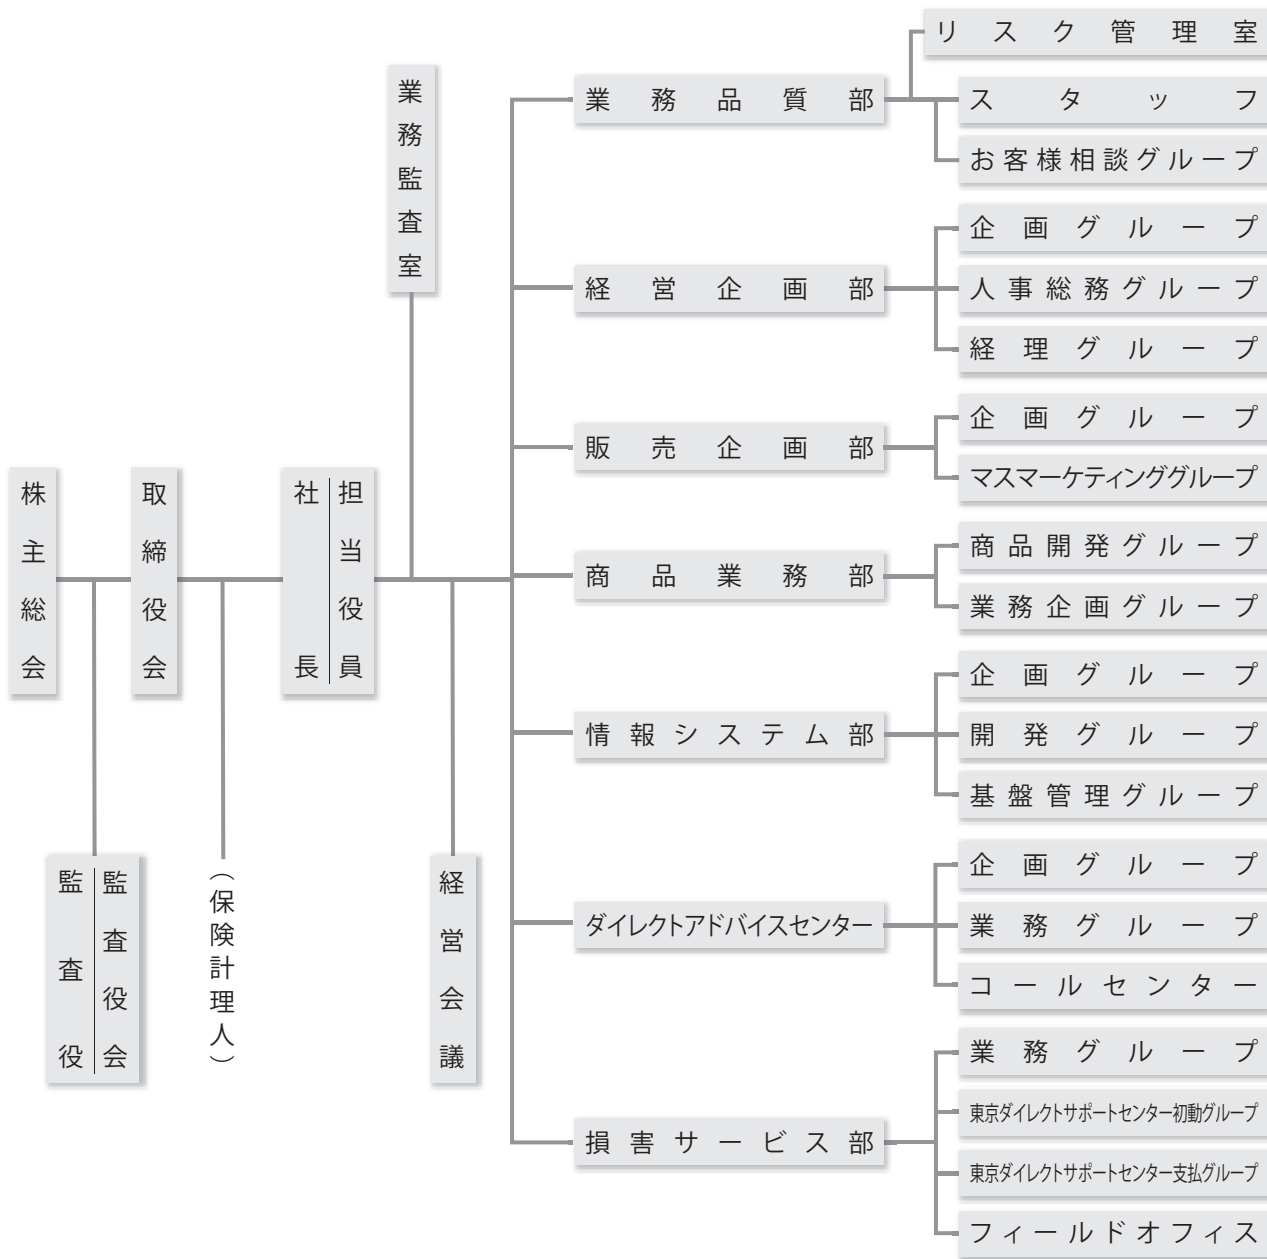 株主総会
監査役
監査役会
取締役会
（保険計理人）
社長
担当役員
業務監査室
経営会議
業務品質部
リスク管理室
スタッフ
お客様相談グループ
経営企画部
企画グループ
人事総務グループ
経理グループ
販売企画部
企画グループ
マスマーケティンググループ
商品業務部
商品開発グループ
業務企画グループ
情報システム部
企画グループ
開発グループ
基盤管理グループ
ダイレクトアドバイスセンター
企画グループ
業務グループ
コールセンター
損害サービス部
業務グループ
東京ダイレクトサポートセンター初動グループ
東京ダイレクトサポートセンター支払グループ
フィールドオフィス